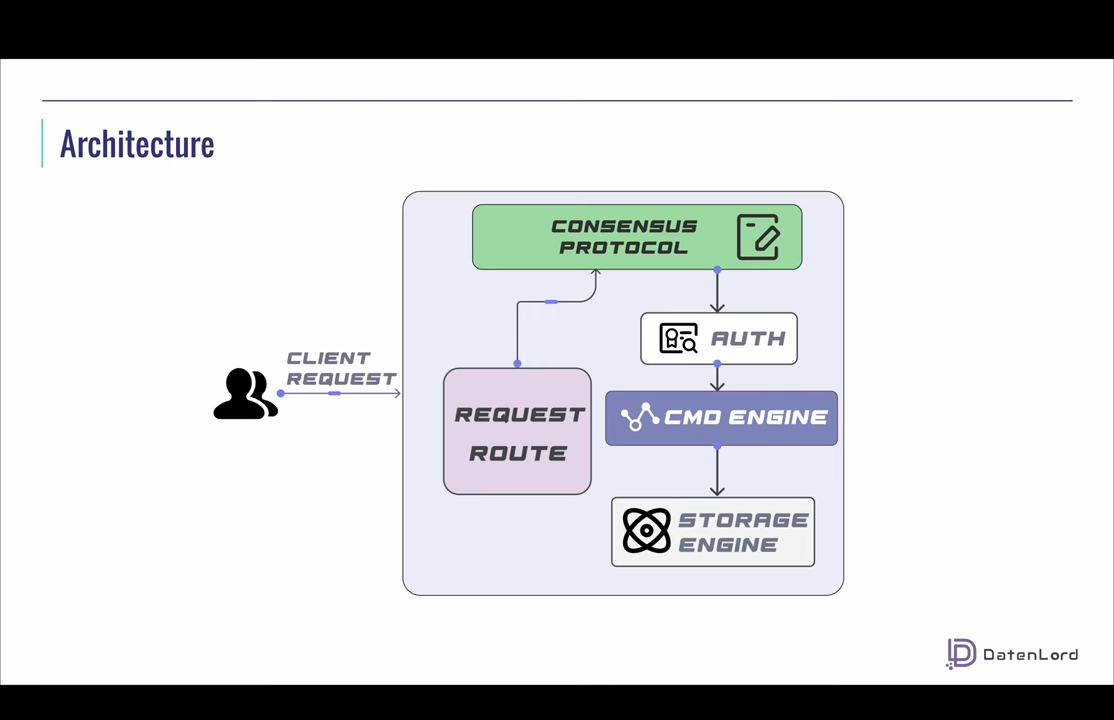 Architecture
CONSENSUS
PROTOCOL
AUTH
CLIENT
REQUEST
REQUEST
ROUTE
CMD ENGINE
STORAGE
ENGINE
DatenLord